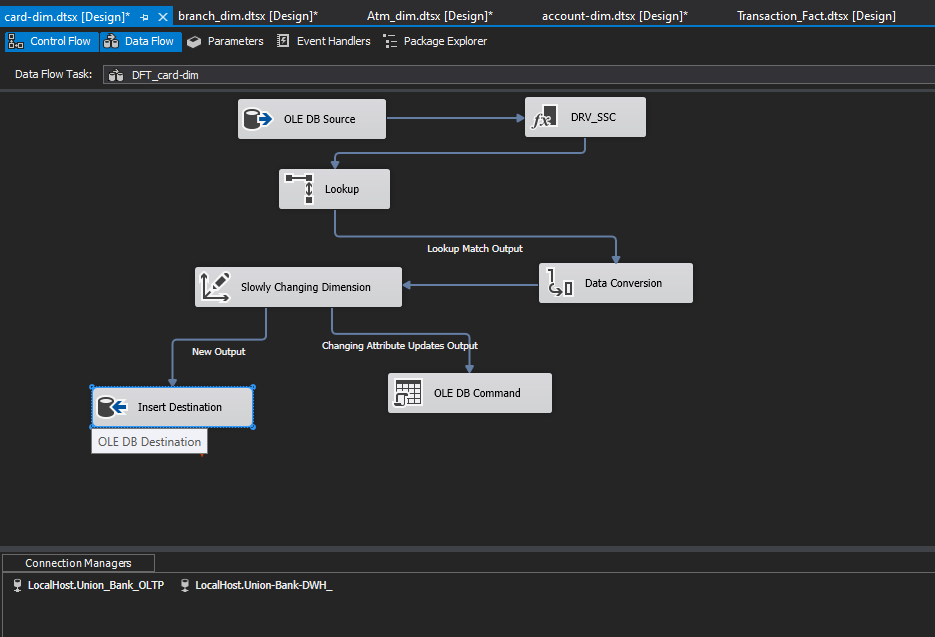 card-dim.dtsx [Design]* branch_dim.dtsx [Design]* Atm_dim.dtsx [Design]* account-dim.dtsx [Design]* Transaction_Fact.dtsx [Design]
Control Flow Data Flow Parameters Event Handlers Package Explorer
Data Flow Task: DFT_card-dim
OLE DB Source
fx DRV_SSC
Lookup
Lookup Match Output
Data Conversion
Slowly Changing Dimension
New Output
Changing Attribute Updates Output
OLE DB Command
Insert Destination
OLE DB Destination
Connection Managers
LocalHost.Union_Bank_OLTP LocalHost.Union-Bank-DWH_